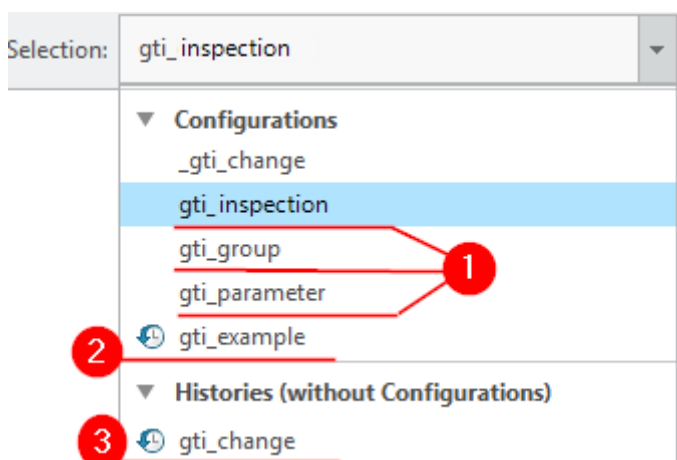 Selection: gti_inspection
Configurations
_gti_change
gti_inspection
gti_group
1
gti_parameter
2 gti_example
Histories (without Configurations)
3 gti_change